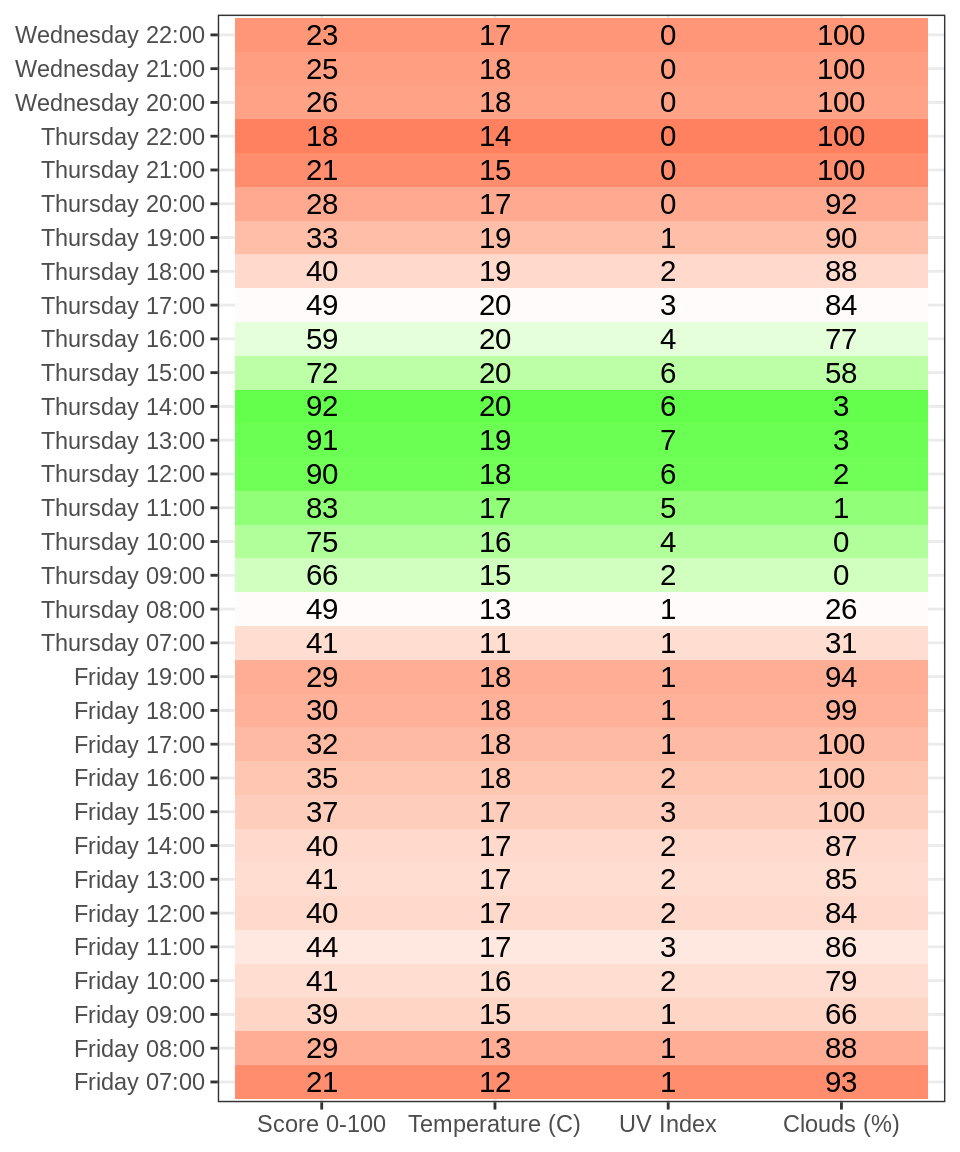 Wednesday 22:00 23 17 0 100
Wednesday 21:00 25 18 0 100
Wednesday 20:00 26 18 0 100
Thursday 22:00 18 14 0 100
Thursday 21:00 21 15 0 100
Thursday 20:00 28 17 0 92
Thursday 19:00 33 19 1 90
Thursday 18:00 40 19 2 88
Thursday 17:00 49 20 3 84
Thursday 16:00 59 20 4 77
Thursday 15:00 72 20 6 58
Thursday 14:00 92 20 6 3
Thursday 13:00 91 19 7 3
Thursday 12:00 90 18 6 2
Thursday 11:00 83 17 5 1
Thursday 10:00 75 16 4 0
Thursday 09:00 66 15 2 0
Thursday 08:00 49 13 1 26
Thursday 07:00 41 11 1 31
Friday 19:00 29 18 1 94
Friday 18:00 30 18 1 99
Friday 17:00 32 18 1 100
Friday 16:00 35 18 2 100
Friday 15:00 37 17 3 100
Friday 14:00 40 17 2 87
Friday 13:00 41 17 2 85
Friday 12:00 40 17 2 84
Friday 11:00 44 17 3 86
Friday 10:00 41 16 2 79
Friday 09:00 39 15 1 66
Friday 08:00 29 13 1 88
Friday 07:00 21 12 1 93
Score 0-100 Temperature (C) UV Index Clouds (%)